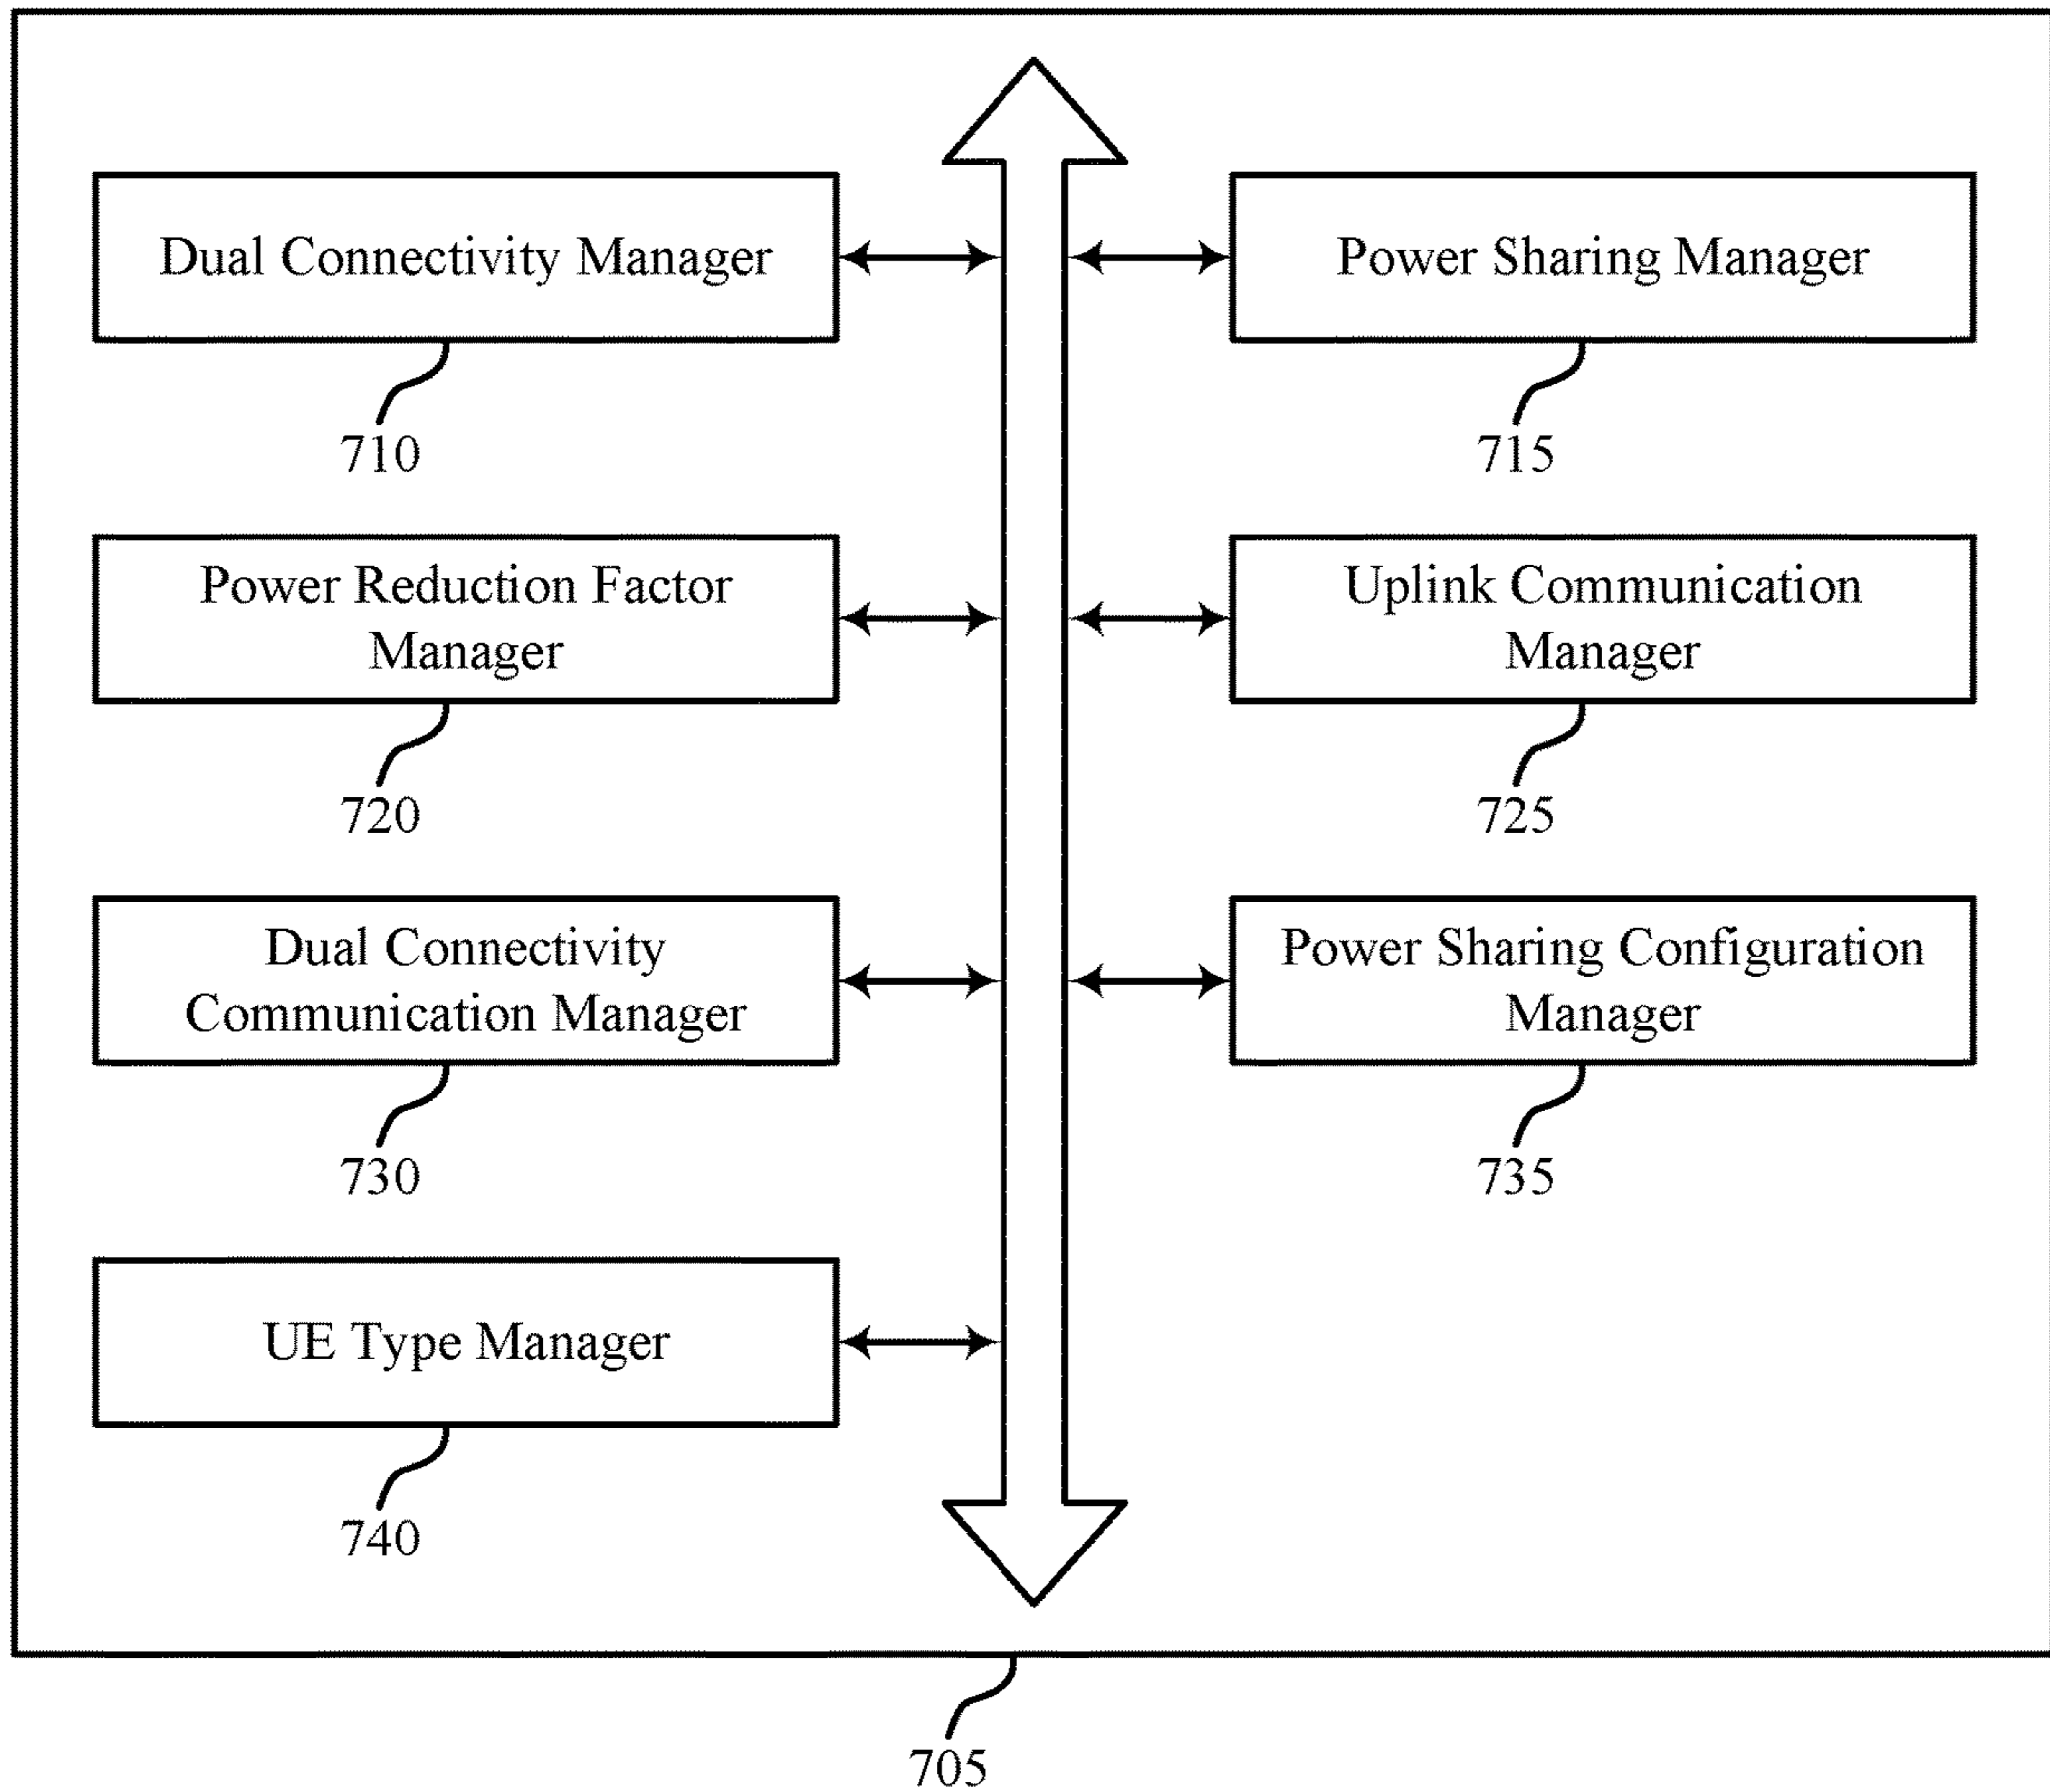 Dual Connectivity Manager
710
Power Sharing Manager
715
Power Reduction Factor
Manager
720
Uplink Communication
Manager
725
Dual Connectivity
Communication Manager
730
Power Sharing Configuration
Manager
735
UE Type Manager
740
705